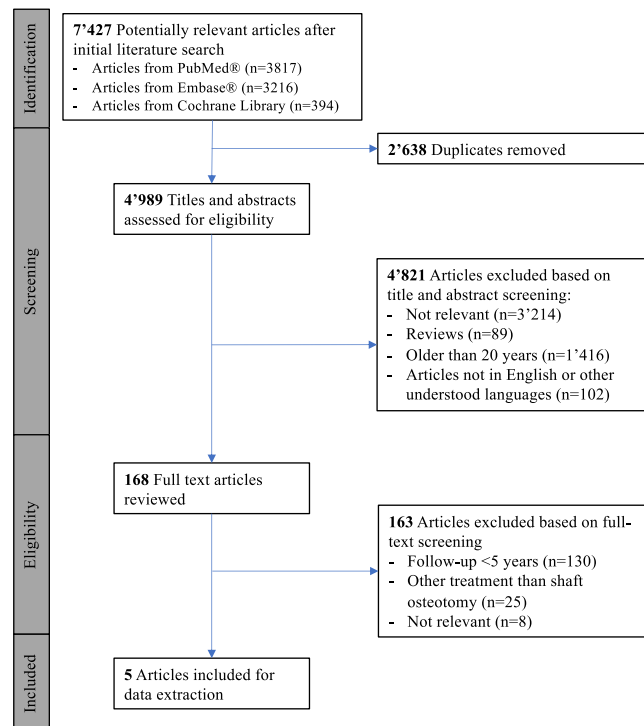 Identification
7’427 Potentially relevant articles after
initial literature search
- Articles from PubMed® (n=3817)
- Articles from Embase® (n=3216)
- Articles from Cochrane Library (n=394)
Screening
2’638 Duplicates removed
4’989 Titles and abstracts
assessed for eligibility
4’821 Articles excluded based on
title and abstract screening:
- Not relevant (n=3’214)
- Reviews (n=89)
- Older than 20 years (n=1’416)
- Articles not in English or other
understood languages (n=102)
Eligibility
168 Full text articles
reviewed
163 Articles excluded based on full-
text screening
- Follow-up <5 years (n=130)
- Other treatment than shaft
osteotomy (n=25)
- Not relevant (n=8)
Included
5 Articles included for
data extraction